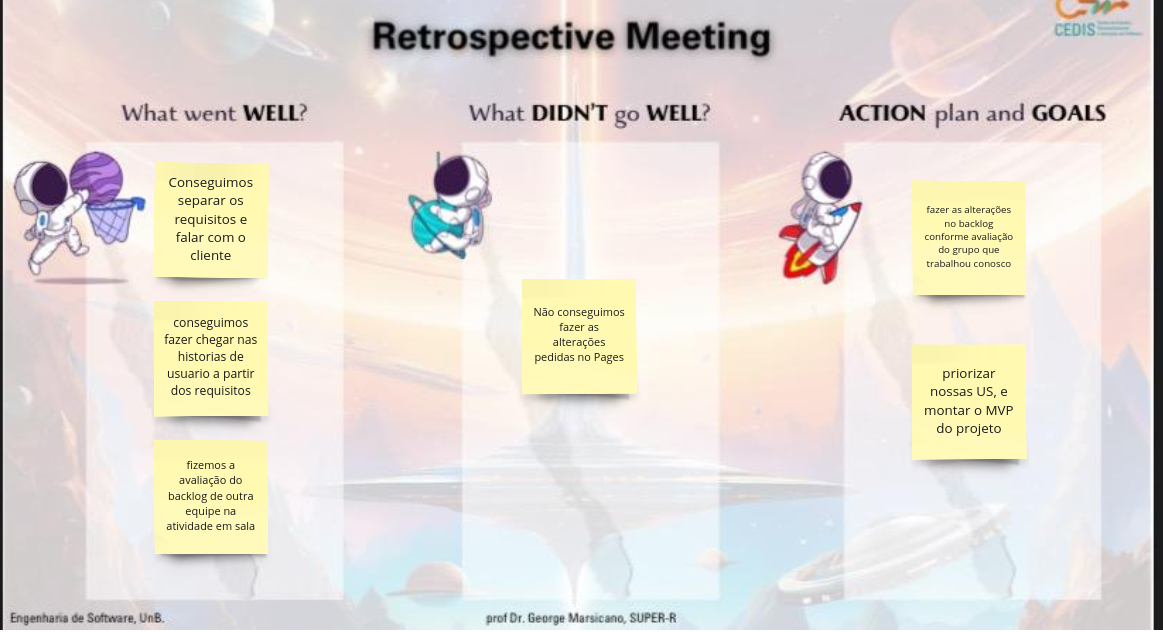 Retrospective Meeting
CEDIS
What went WELL?
What DIDN'T go WELL?
ACTION plan and GOALS
Conseguimos
separar os
requisitos e
falar com o
cliente
conseguimos
fazer chegar nas
historias de
usuario a partir
dos requisitos
fizemos a
avaliação do
backlog de outra
equipe na
atividade em sala
Não conseguimos
fazer as
alterações
pedidas no Pages
fazer as alterações
no backlog
conforme avaliação
do grupo que
trabalhou conosco
priorizar
nossas US, e
montar o MVP
do projeto
Engenharia de Software, UnB.
prof Dr. George Marsicano, SUPER-R